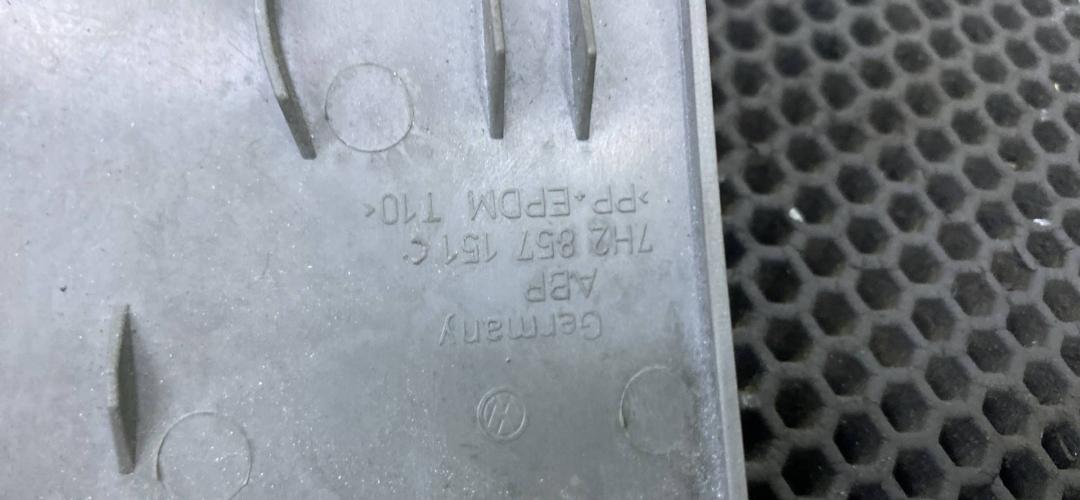 Germany
ABP
7H2 857 151 C
>PP+EPDM T10<